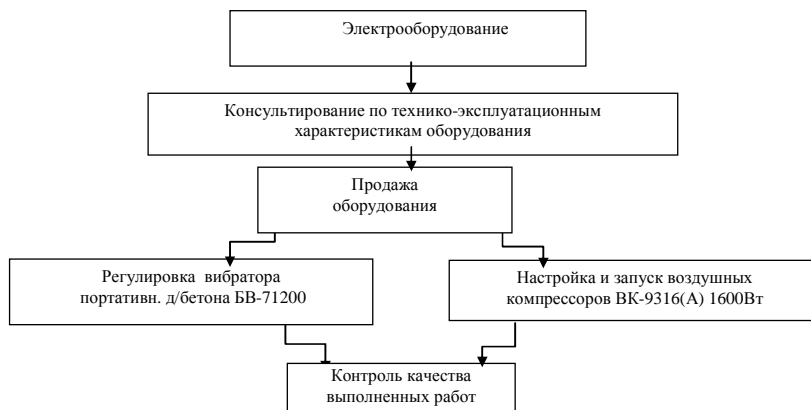 Электрооборудование
Консультирование по технико-эксплуатационным
характеристикам оборудования
Продажа
оборудования
Регулировка вибратора
портативн. д/бетона БВ-71200
Настройка и запуск воздушных
компрессоров ВК-9316(А) 1600Вт
Контроль качества
выполненных работ